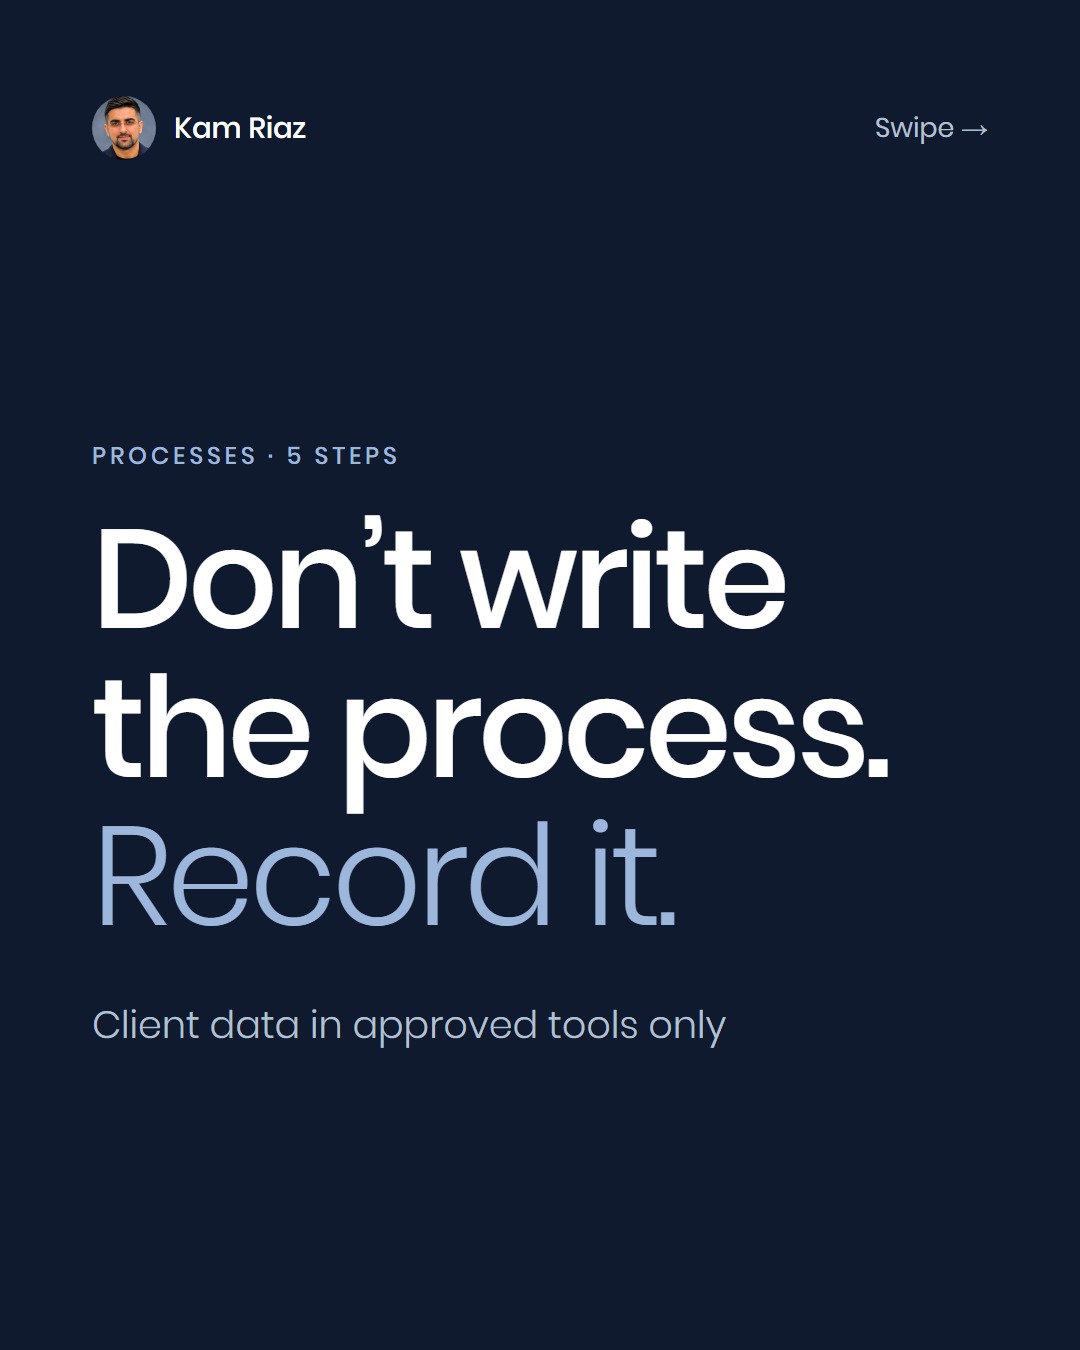 Kam Riaz
Swipe →
PROCESSES · 5 STEPS
Don’t write
the process.
Record it.
Client data in approved tools only